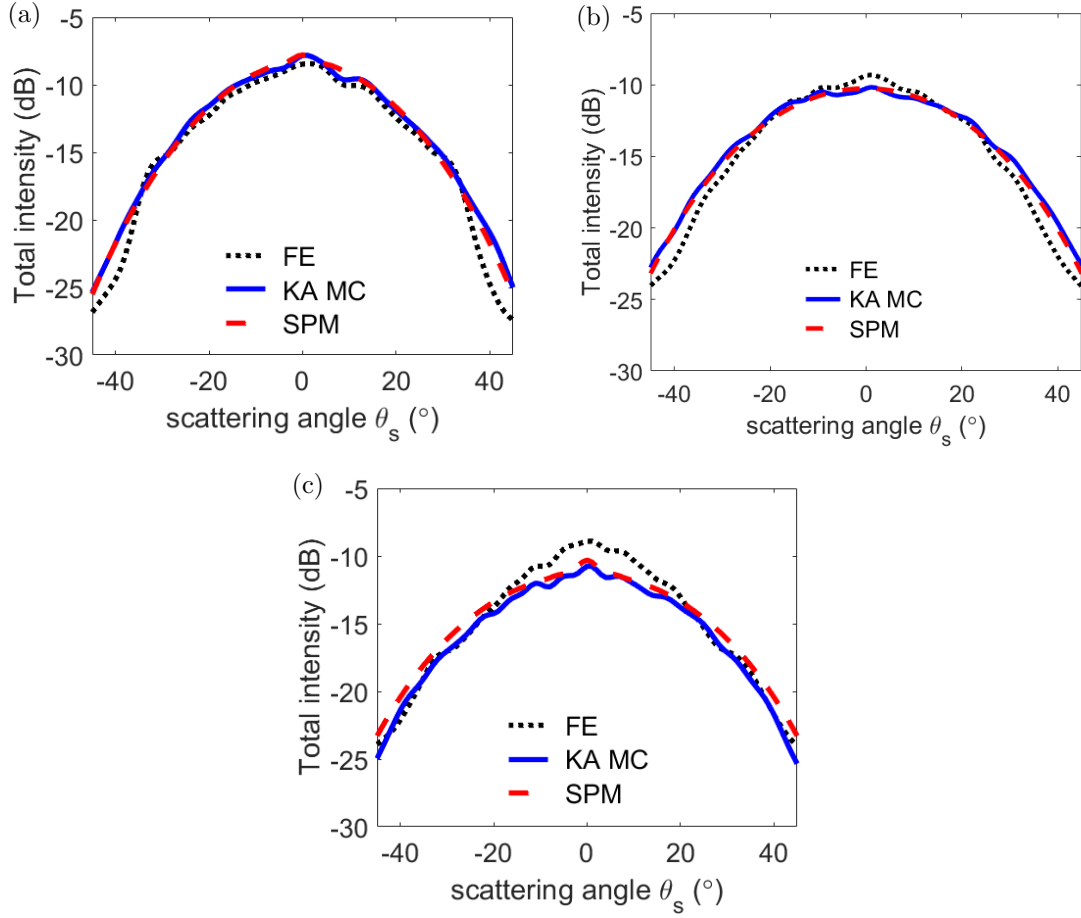 (a)
-5
-10
-15
-20
-25
-30
Total intensity (dB)
FE
KA MC
SPM
-40 -20 0 20 40
scattering angle θs (°)
(b)
-5
-10
-15
-20
-25
-30
Total intensity (dB)
FE
KA MC
SPM
-40 -20 0 20 40
scattering angle θs (°)
(c)
-5
-10
-15
-20
-25
-30
Total intensity (dB)
FE
KA MC
SPM
-40 -20 0 20 40
scattering angle θs (°)